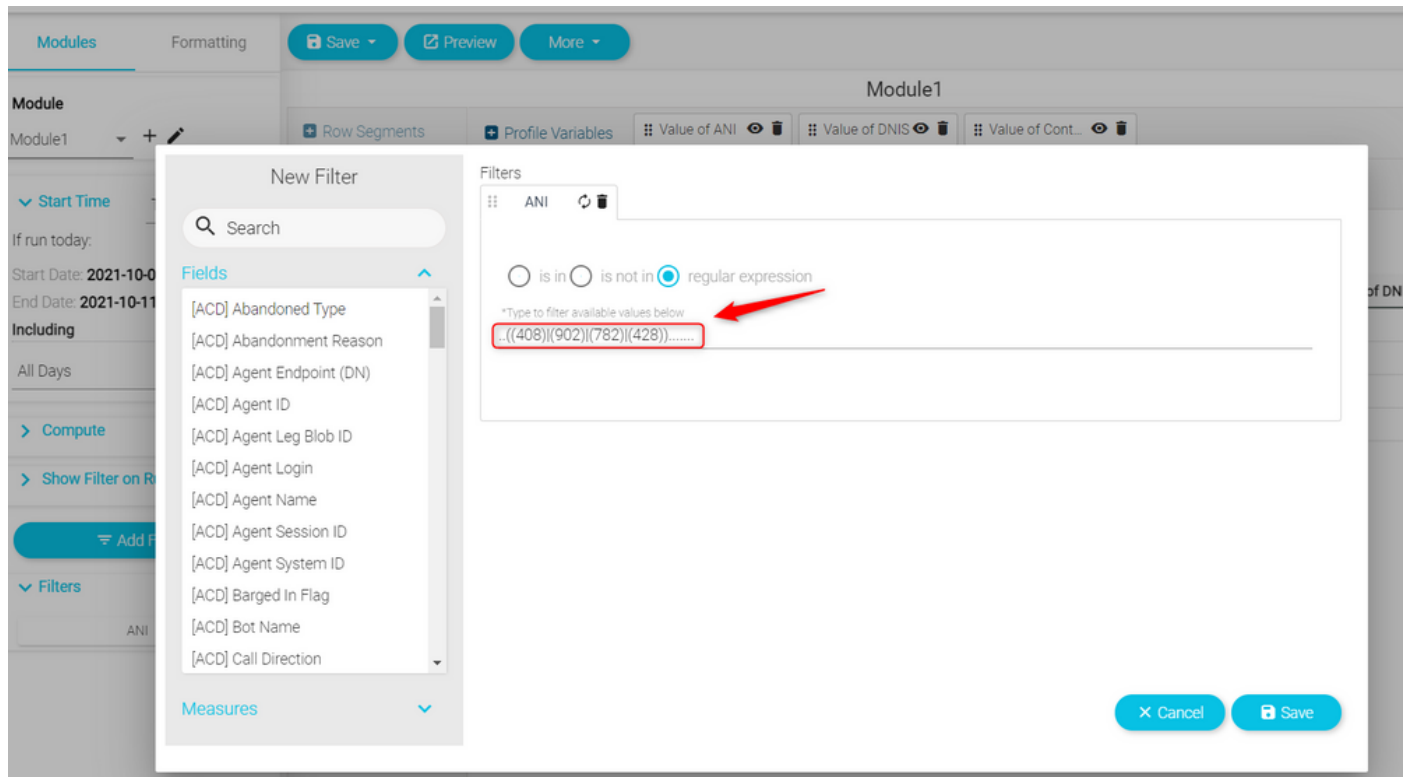 Modules Formatting Save Preview More
Module1
Module
Module1
Row Segments Profile Variables Value of ANI Value of DNIS Value of Cont...
New Filter
Search
Fields
[ACD] Abandoned Type
[ACD] Abandonment Reason
[ACD] Agent Endpoint (DN)
[ACD] Agent ID
[ACD] Agent Leg Blob ID
[ACD] Agent Login
[ACD] Agent Name
[ACD] Agent Session ID
[ACD] Agent System ID
[ACD] Barged In Flag
[ACD] Bot Name
[ACD] Call Direction
Measures
Filters
ANI
is in is not in regular expression
*Type to filter available values below
..((408)|(902)|(782)|(428)).......
Cancel Save
Start Time
If run today:
Start Date: 2021-10-0
End Date: 2021-10-11
Including
All Days
Compute
Show Filter on R
Add F
Filters
ANI
of DN